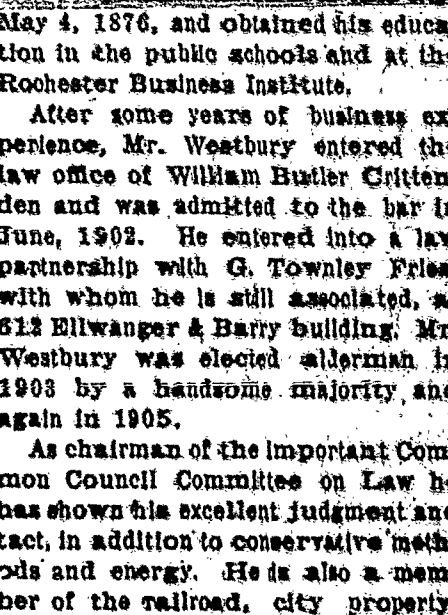 May 4, 1876, and obtained his educa
tion in the public schools and at th
Rochester Business Institute.
After some years of business ex
perience, Mr. Westbury entered th
law office of William Butler Critten
den and was admitted to the bar i
June, 1902. He entered into a law
partnership with G. Townley Fries
with whom he is still associated, a
612 Ellwanger & Barry building. Mr
Westbury was elected alderman i
1903 by a handsome majority and
again in 1905.
As chairman of the important Com
mon Council Committee on Law h
has shown his excellent judgment and
tact, in addition to conservative meth
ods and energy. He is also a mem
ber of the railroad, city property